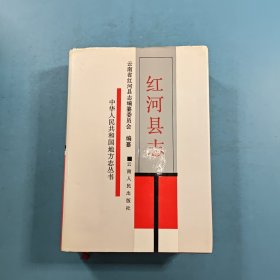 红河县志
云南省红河县志编纂委员会 编纂
云南人民出版社
中华人民共和国地方志丛书